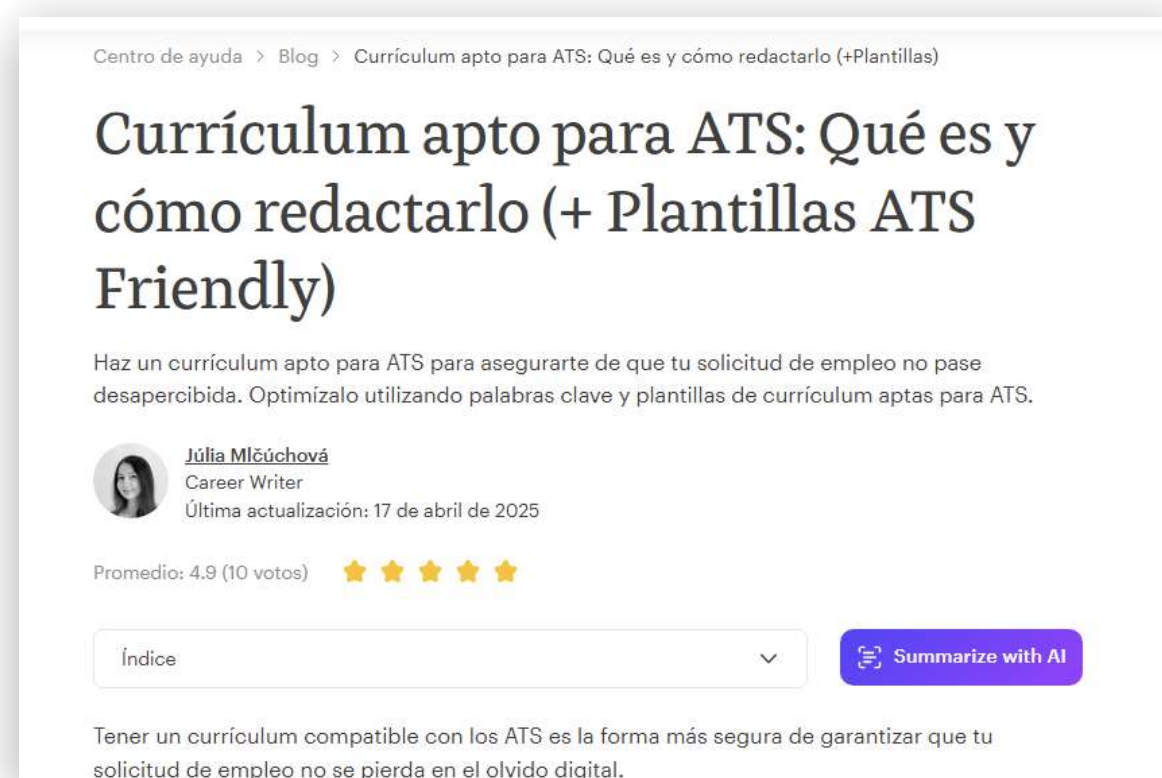 Centro de ayuda > Blog > Currículum apto para ATS: Qué es y cómo redactarlo (+Plantillas)
Currículum apto para ATS: Qué es y
cómo redactarlo (+ Plantillas ATS
Friendly)
Haz un currículum apto para ATS para asegurarte de que tu solicitud de empleo no pase
desapercibida. Optimízalo utilizando palabras clave y plantillas de currículum aptas para ATS.
Júlia Mlčúchová
Career Writer
Última actualización: 17 de abril de 2025
Promedio: 4.9 (10 votos)
Índice
Summarize with AI
Tener un currículum compatible con los ATS es la forma más segura de garantizar que tu
solicitud de empleo no se pierda en el olvido digital.